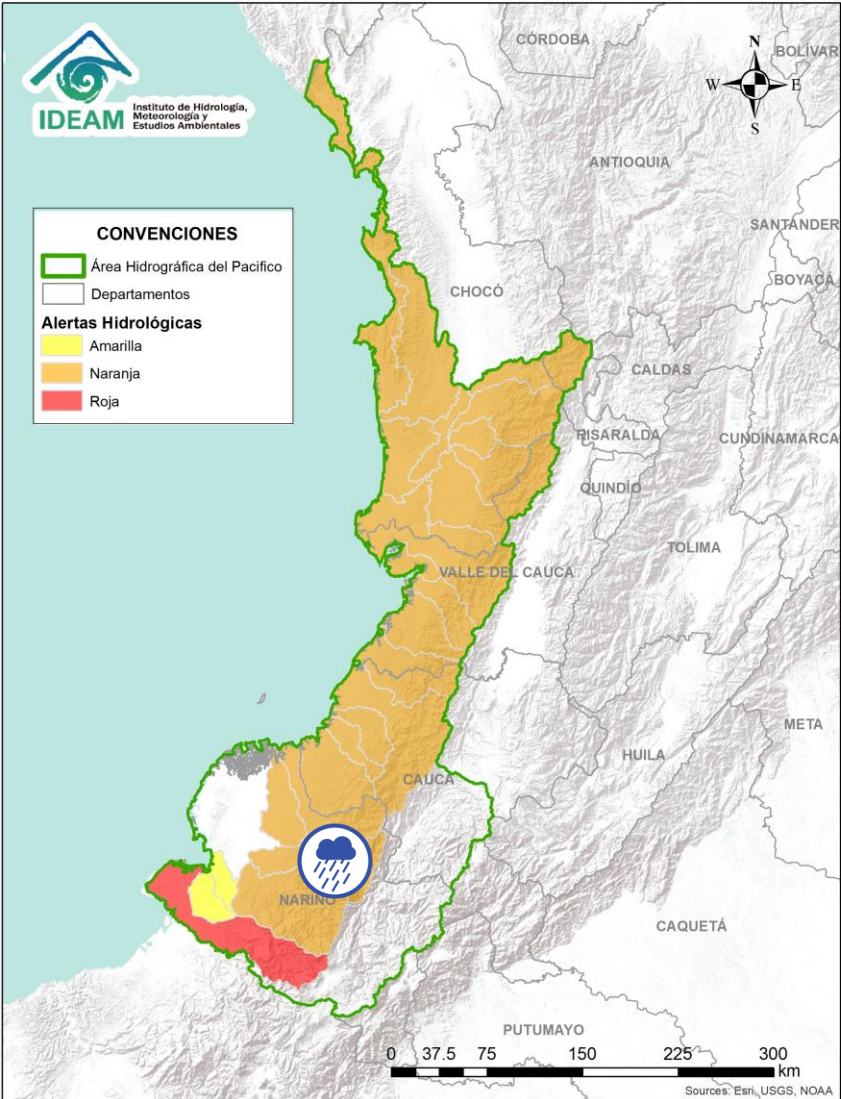 IDEAM
Instituto de Hidrología,
Meteorología y
Estudios Ambientales
CÓRDOBA
BOLÍVAR
N
W
E
S
ANTIOQUIA
SANTANDER
BOYACÁ
CONVENCIONES
Área Hidrográfica del Pacifico
Departamentos
Alertas Hidrológicas
Amarilla
Naranja
Roja
CHOCÓ
CALDAS
RISARALDA
CUNDINAMARCA
QUINDÍO
TOLIMA
VALLE DEL CAUCA
META
HUILA
CAUCA
NARIÑO
CAQUETÁ
PUTUMAYO
0 37.5 75 150 225 300
km
Sources: Esri, USGS, NOAA